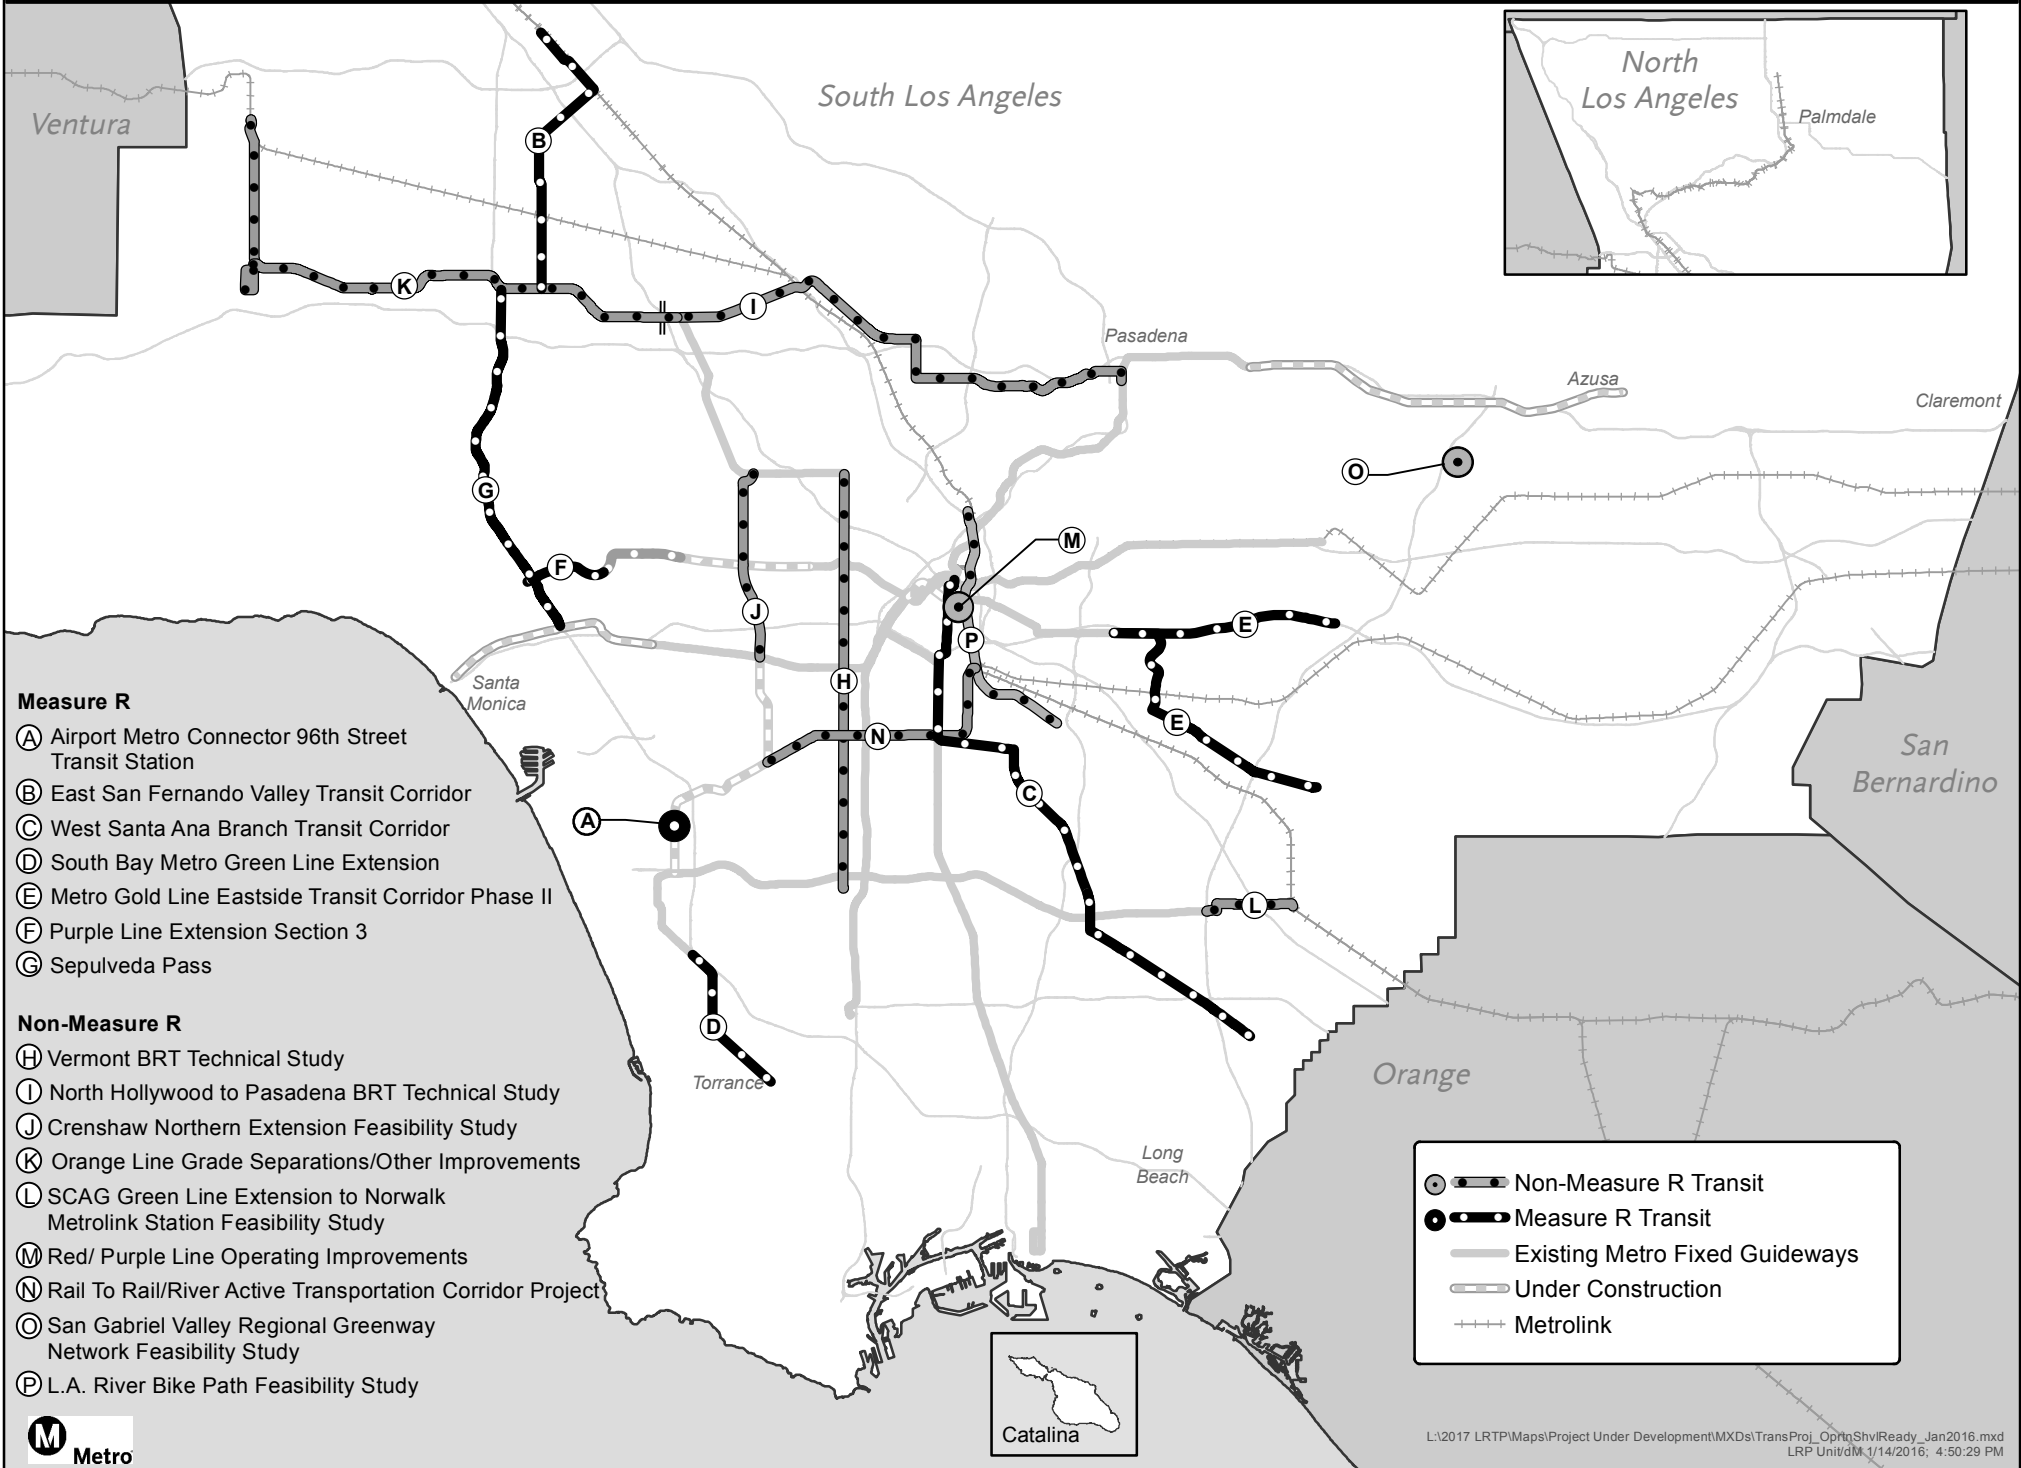 Ventura
South Los Angeles
North
Los Angeles
Palmdale
B
K
I
Pasadena
Azusa
Claremont
G
O
F
M
J
E
P
H
Santa
Monica
N
E
San
Bernardino
C
A
L
D
Torrance
Orange
Long
Beach
Catalina
Measure R
A Airport Metro Connector 96th Street
Transit Station
B East San Fernando Valley Transit Corridor
C West Santa Ana Branch Transit Corridor
D South Bay Metro Green Line Extension
E Metro Gold Line Eastside Transit Corridor Phase II
F Purple Line Extension Section 3
G Sepulveda Pass
Non-Measure R
H Vermont BRT Technical Study
I North Hollywood to Pasadena BRT Technical Study
J Crenshaw Northern Extension Feasibility Study
K Orange Line Grade Separations/Other Improvements
L SCAG Green Line Extension to Norwalk
Metrolink Station Feasibility Study
M Red/ Purple Line Operating Improvements
N Rail To Rail/River Active Transportation Corridor Project
O San Gabriel Valley Regional Greenway
Network Feasibility Study
P L.A. River Bike Path Feasibility Study
M Metro
Non-Measure R Transit
Measure R Transit
Existing Metro Fixed Guideways
Under Construction
Metrolink
L:\2017 LRTP\Maps\Project Under Development\MXDs\TransProj_OprtnShvlReady_Jan2016.mxd
LRP Unit/dM 1/14/2016; 4:50:29 PM